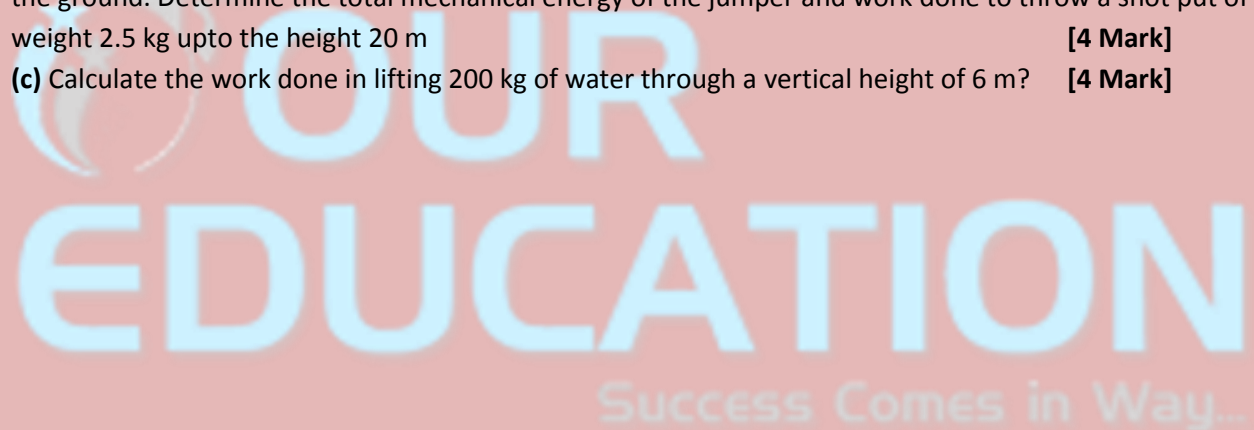 the ground. Determine the total mechanical energy of the jumper and work done to throw a shot put of
weight 2.5 kg upto the height 20 m [4 Mark]
(c) Calculate the work done in lifting 200 kg of water through a vertical height of 6 m? [4 Mark]
OUR
EDUCATION
Success Comes in Way...